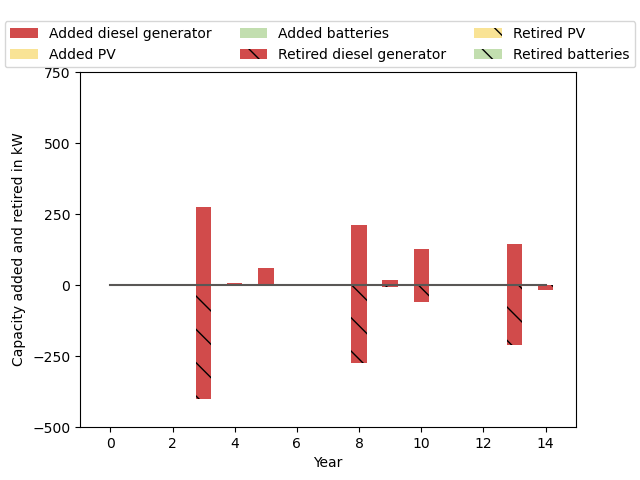 Added diesel generator
Added PV
Added batteries
Retired diesel generator
Retired PV
Retired batteries
Capacity added and retired in kW
750
500
250
0
−250
−500
0 2 4 6 8 10 12 14
Year